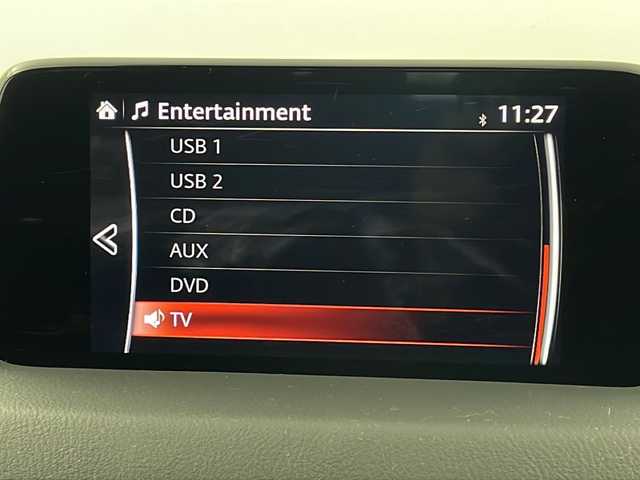 Entertainment 11:27
USB 1
USB 2
CD
AUX
DVD
TV